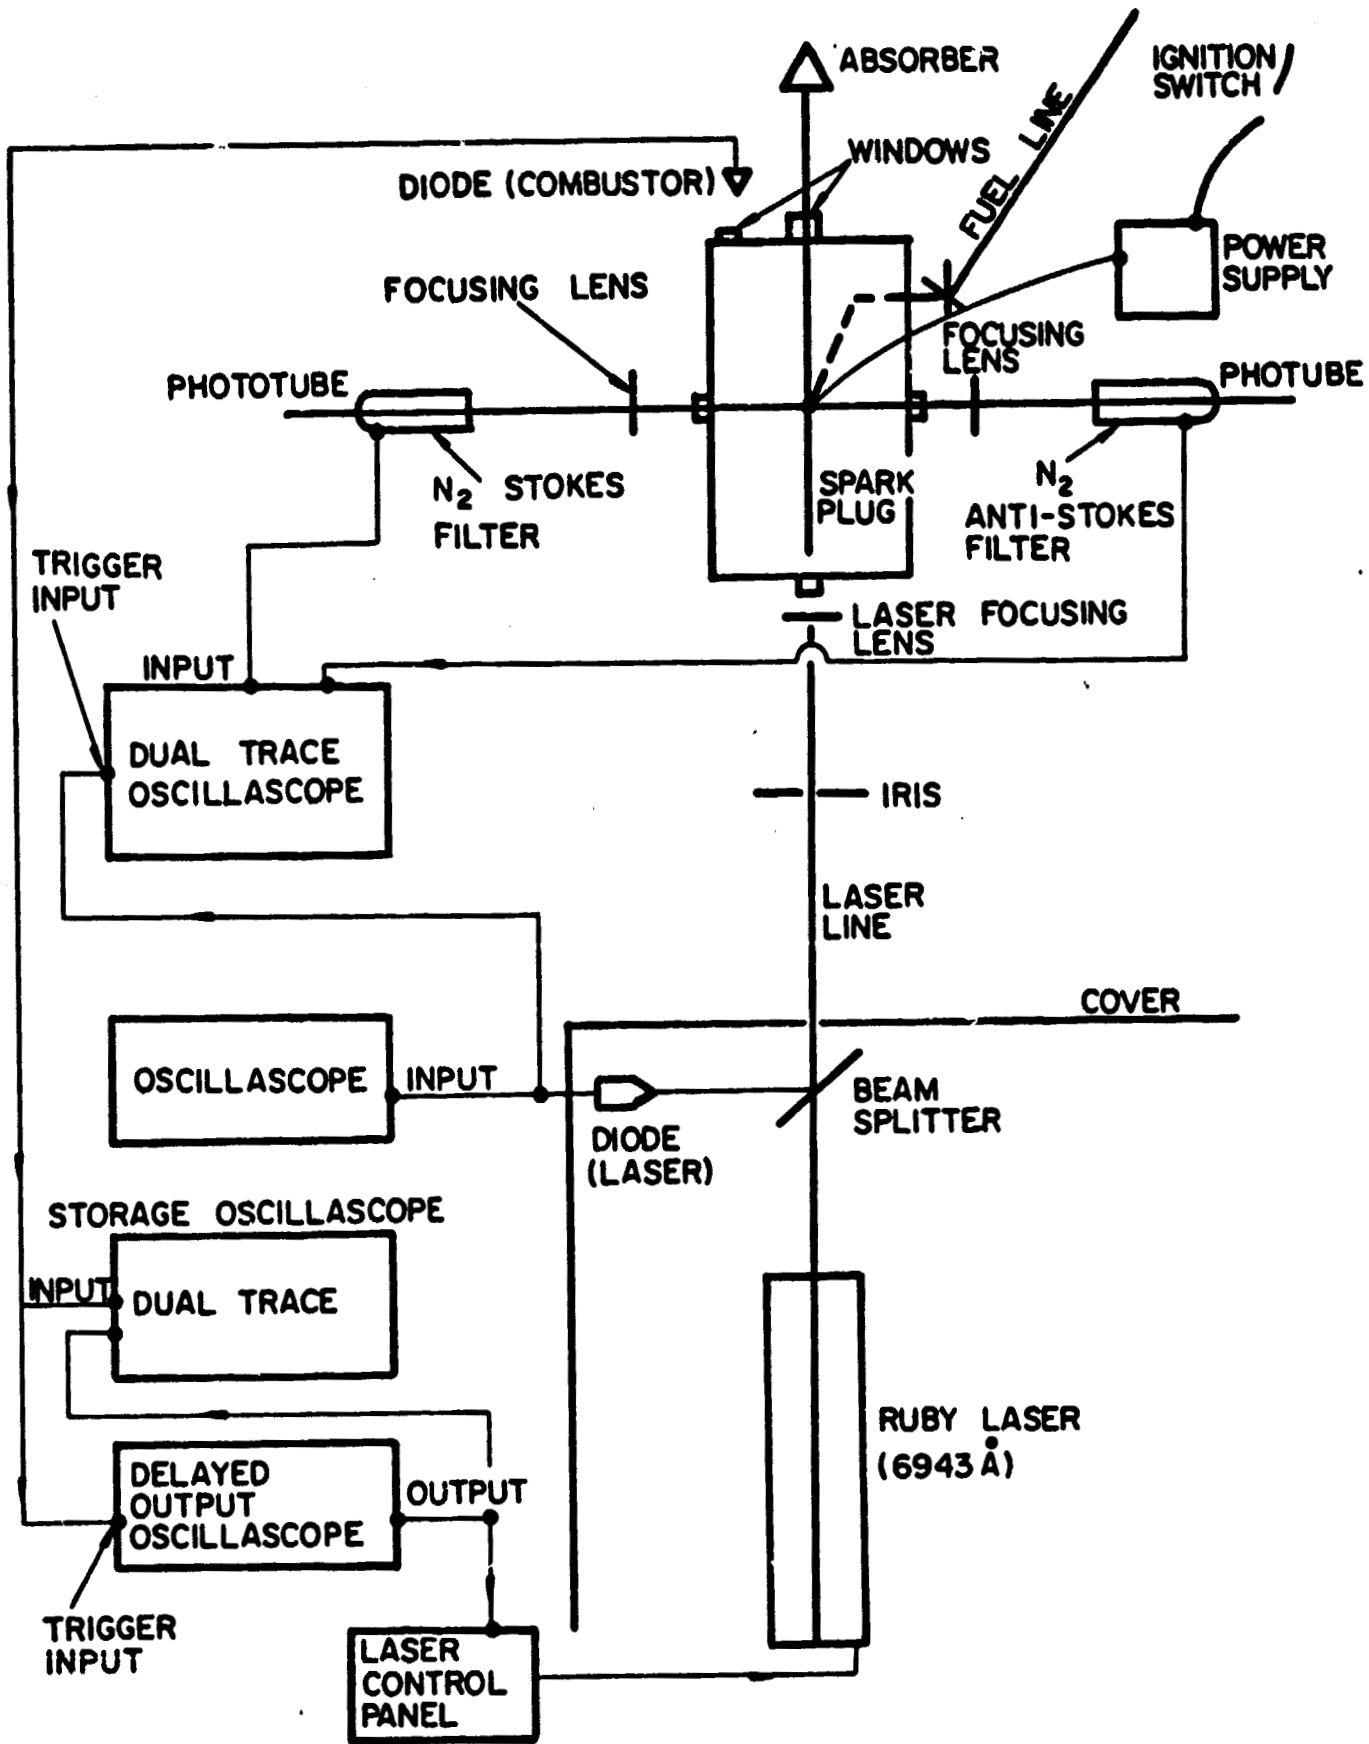 ABSORBER
IGNITION
SWITCH
FUEL LINE
WINDOWS
DIODE (COMBUSTOR)
POWER
SUPPLY
FOCUSING LENS
FOCUSING
LENS
PHOTOTUBE
PHOTUBE
N2 STOKES
FILTER
SPARK
PLUG
N2
ANTI-STOKES
FILTER
TRIGGER
INPUT
LASER FOCUSING
LENS
INPUT
DUAL TRACE
OSCILLASCOPE
IRIS
LASER
LINE
COVER
OSCILLASCOPE
INPUT
BEAM
SPLITTER
DIODE
(LASER)
STORAGE OSCILLASCOPE
INPUT
DUAL TRACE
RUBY LASER
(6943 Å)
DELAYED
OUTPUT
OSCILLASCOPE
OUTPUT
TRIGGER
INPUT
LASER
CONTROL
PANEL